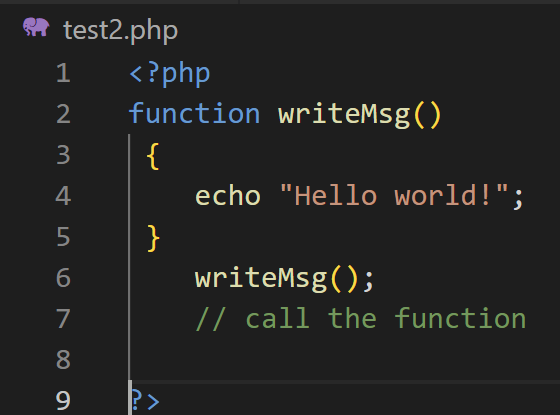 test2.php
1 <?php
2 function writeMsg()
3 {
4 echo "Hello world!";
5 }
6 writeMsg();
7 // call the function
8
9 ?>